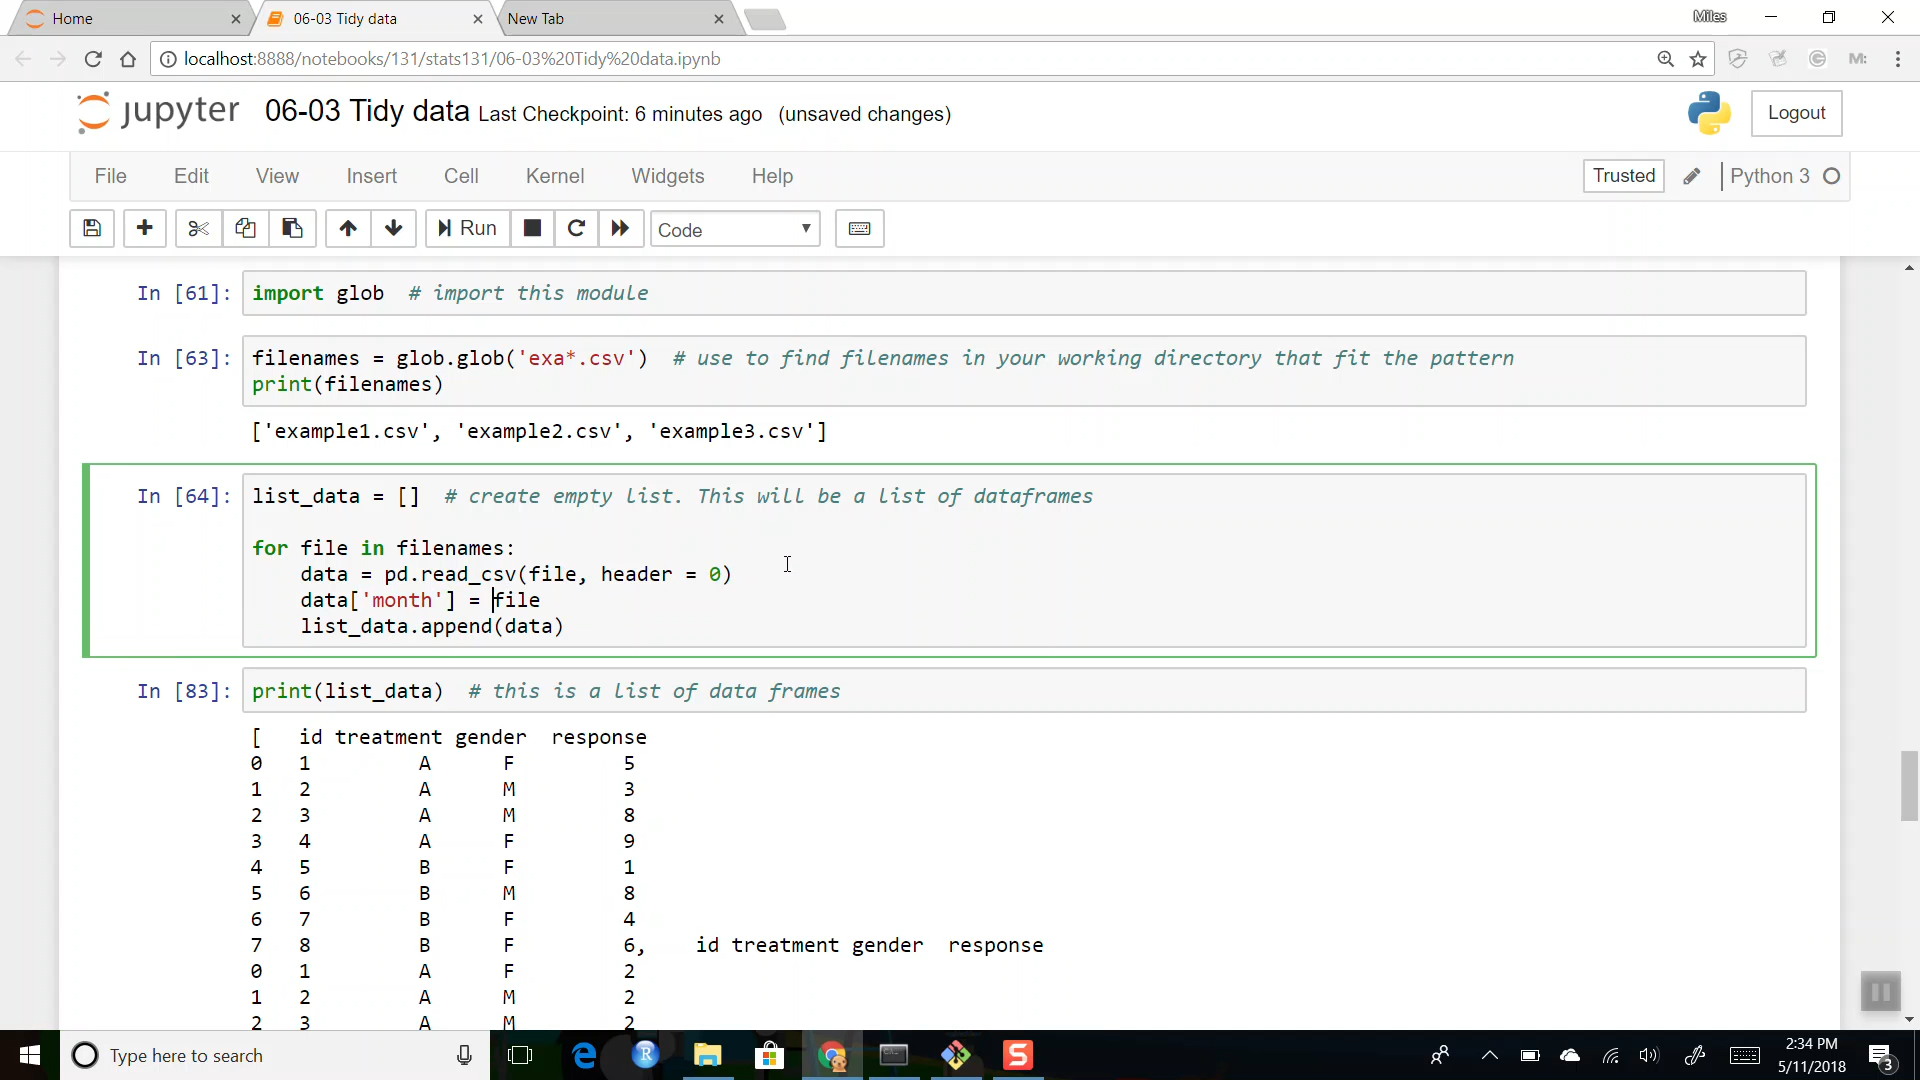 Home
06-03 Tidy data
New Tab
Miles
localhost:8888/notebooks/131/stats131/06-03%20Tidy%20data.ipynb
M:
jupyter 06-03 Tidy data Last Checkpoint: 6 minutes ago (unsaved changes)
Logout
File Edit View Insert Cell Kernel Widgets Help
Trusted
Python 3
Run
Code
In [61]: import glob # import this module
In [63]: filenames = glob.glob('exa*.csv') # use to find filenames in your working directory that fit the pattern
print(filenames)
['example1.csv', 'example2.csv', 'example3.csv']
In [64]: list_data = [] # create empty list. This will be a list of dataframes
for file in filenames:
data = pd.read_csv(file, header = 0)
data['month'] = file
list_data.append(data)
In [83]: print(list_data) # this is a list of data frames
[ id treatment gender response
0 1 A F 5
1 2 A M 3
2 3 A M 8
3 4 A F 9
4 5 B F 1
5 6 B M 8
6 7 B F 4
7 8 B F 6, id treatment gender response
0 1 A F 2
1 2 A M 2
2 3 A M 2
Type here to search
2:34 PM
5/11/2018
3